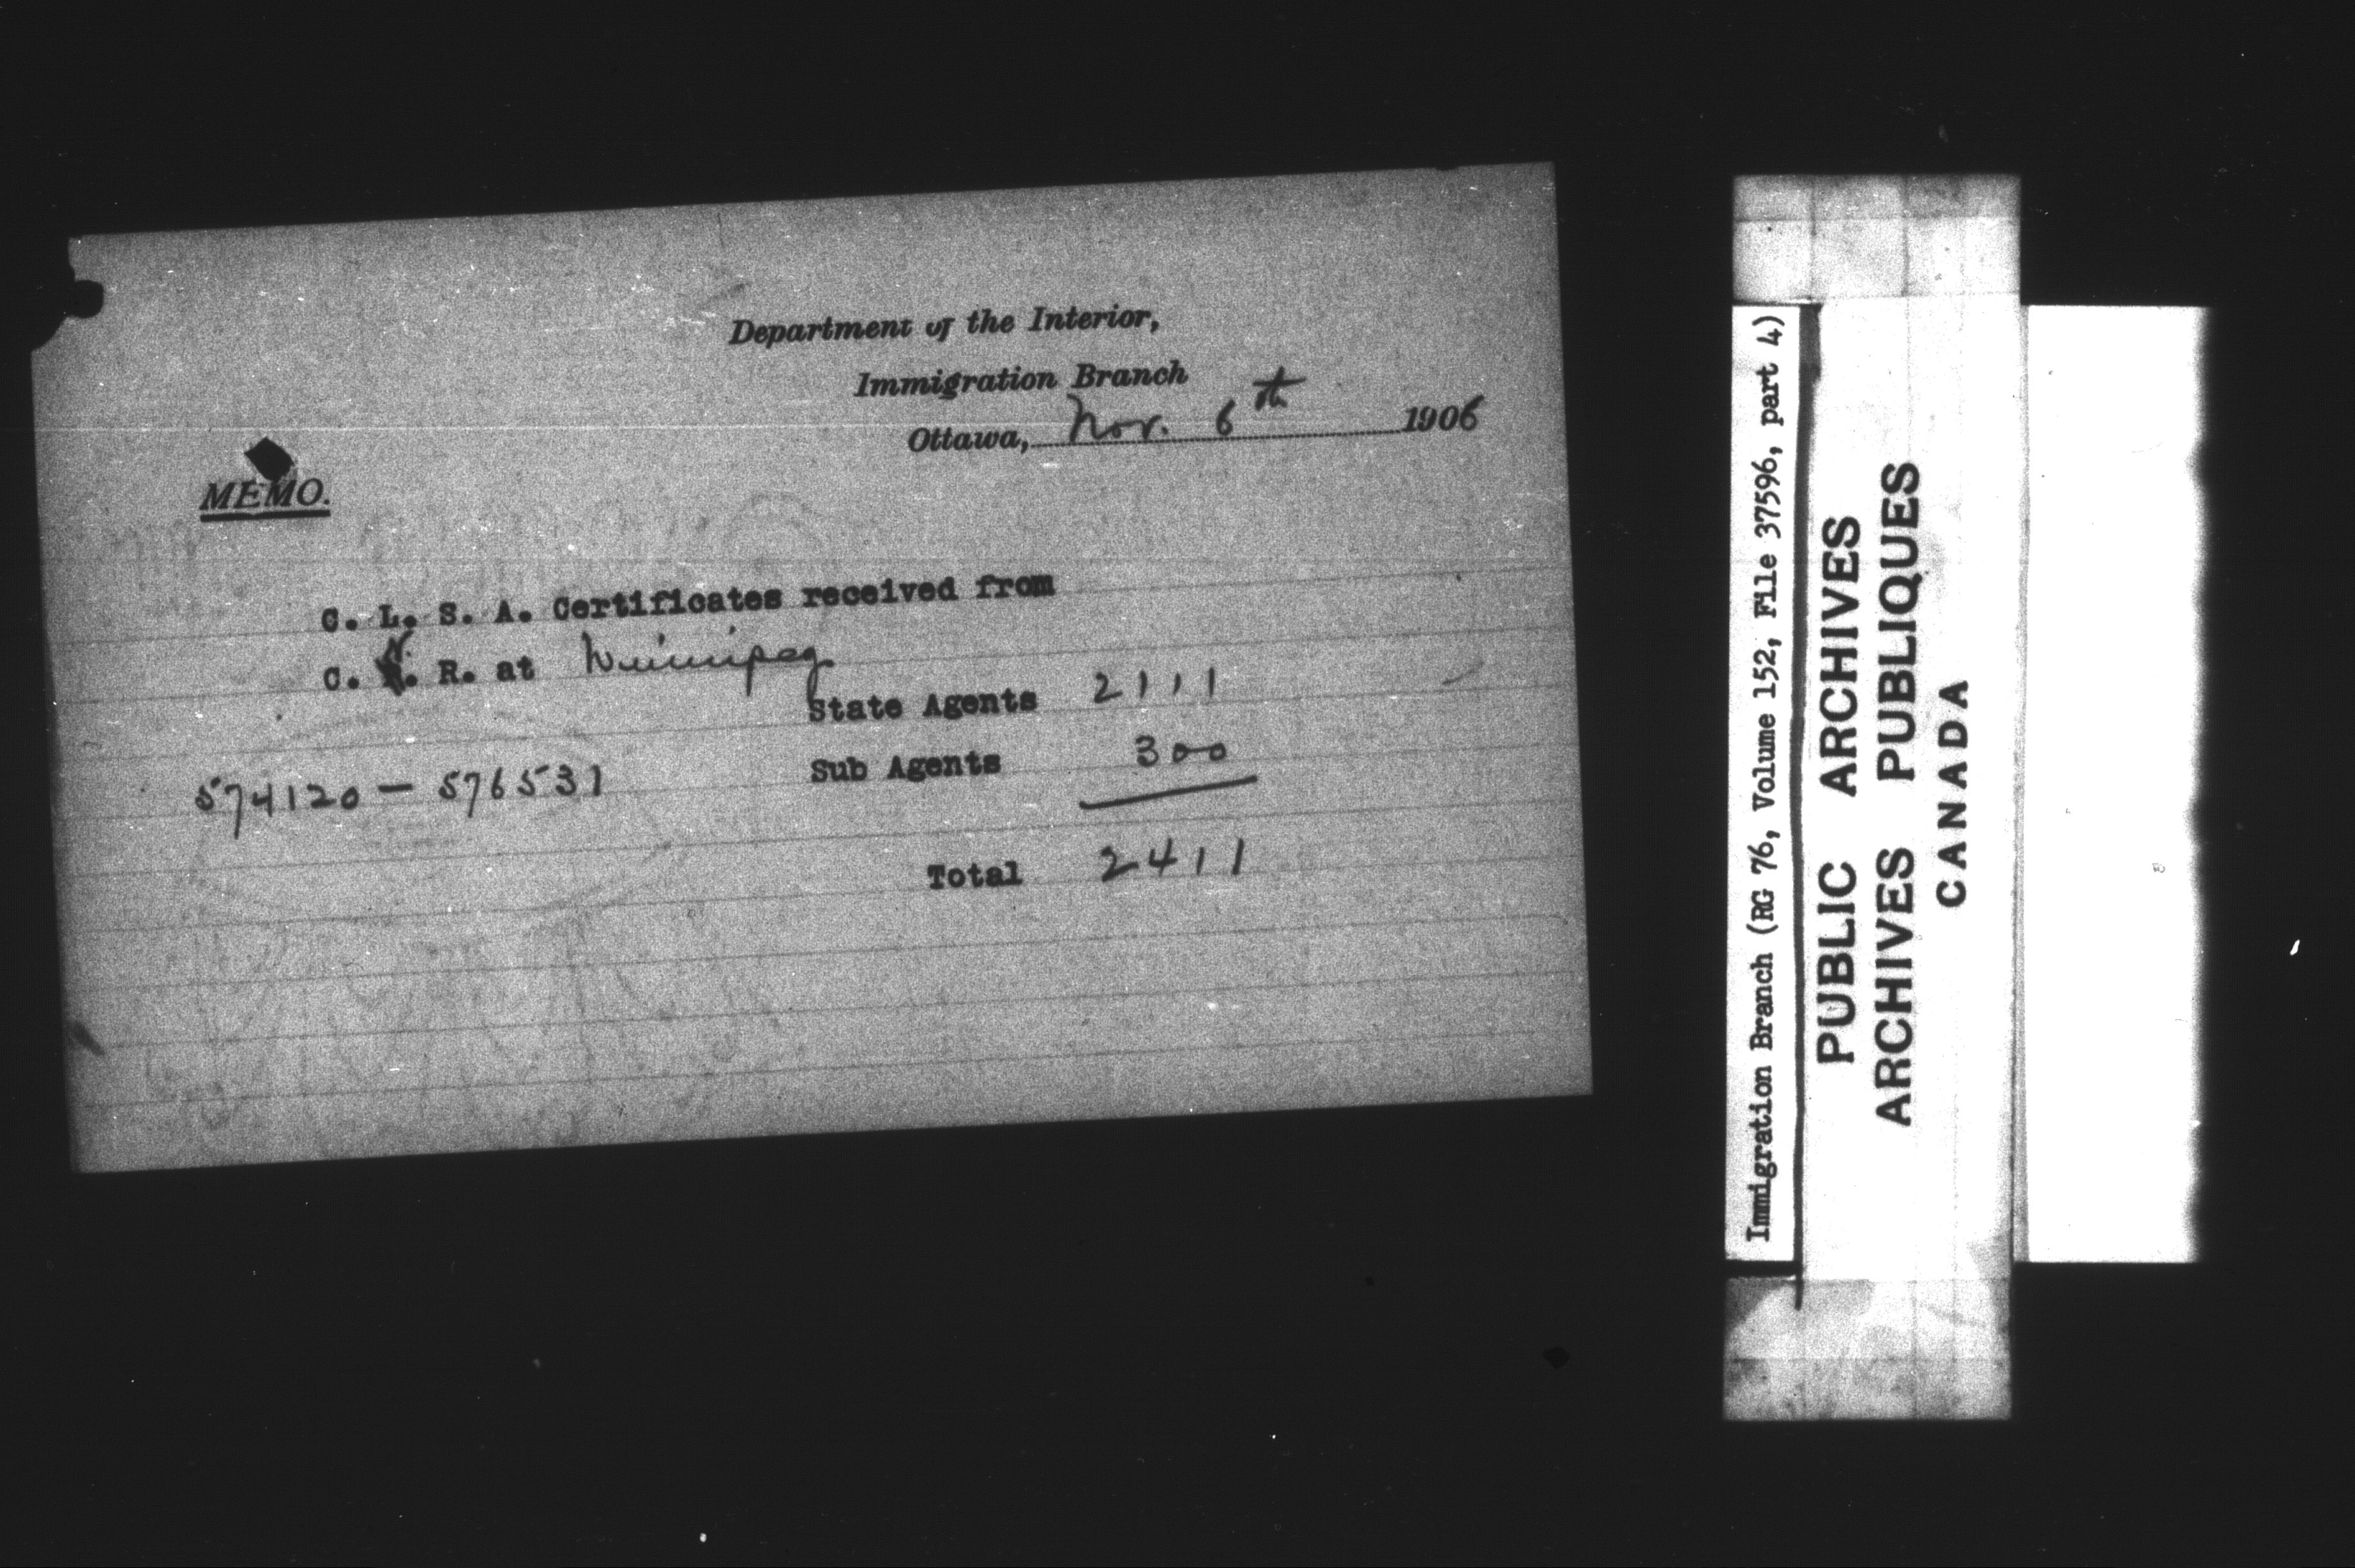 Department of the Interior,
Immigration Branch
Ottawa, Nov. 6th 1906
MEMO.
C. L. S. A. Certificates received from
C. N. R. at Winnipeg
State Agents 2111
574120 — 576531 Sub Agents 300
Total 2411
Immigration Branch (RG 76, Volume 152, File 37596, part 4)
PUBLIC ARCHIVES
ARCHIVES PUBLIQUES
CANADA